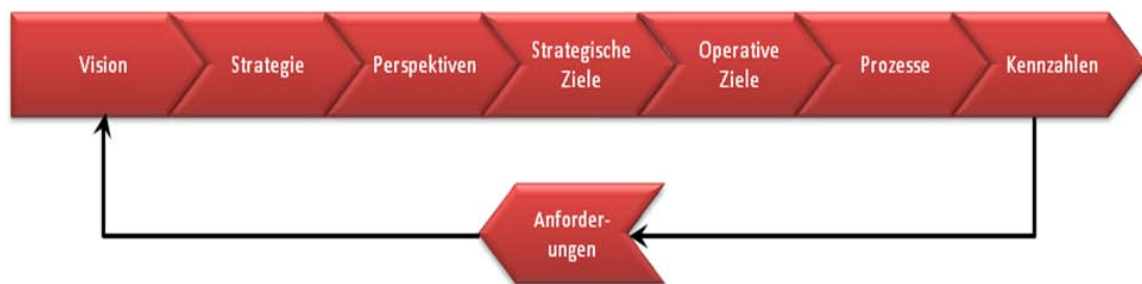 Vision
Strategie
Perspektiven
Strategische
Ziele
Operative
Ziele
Prozesse
Kennzahlen
Anforder-
ungen